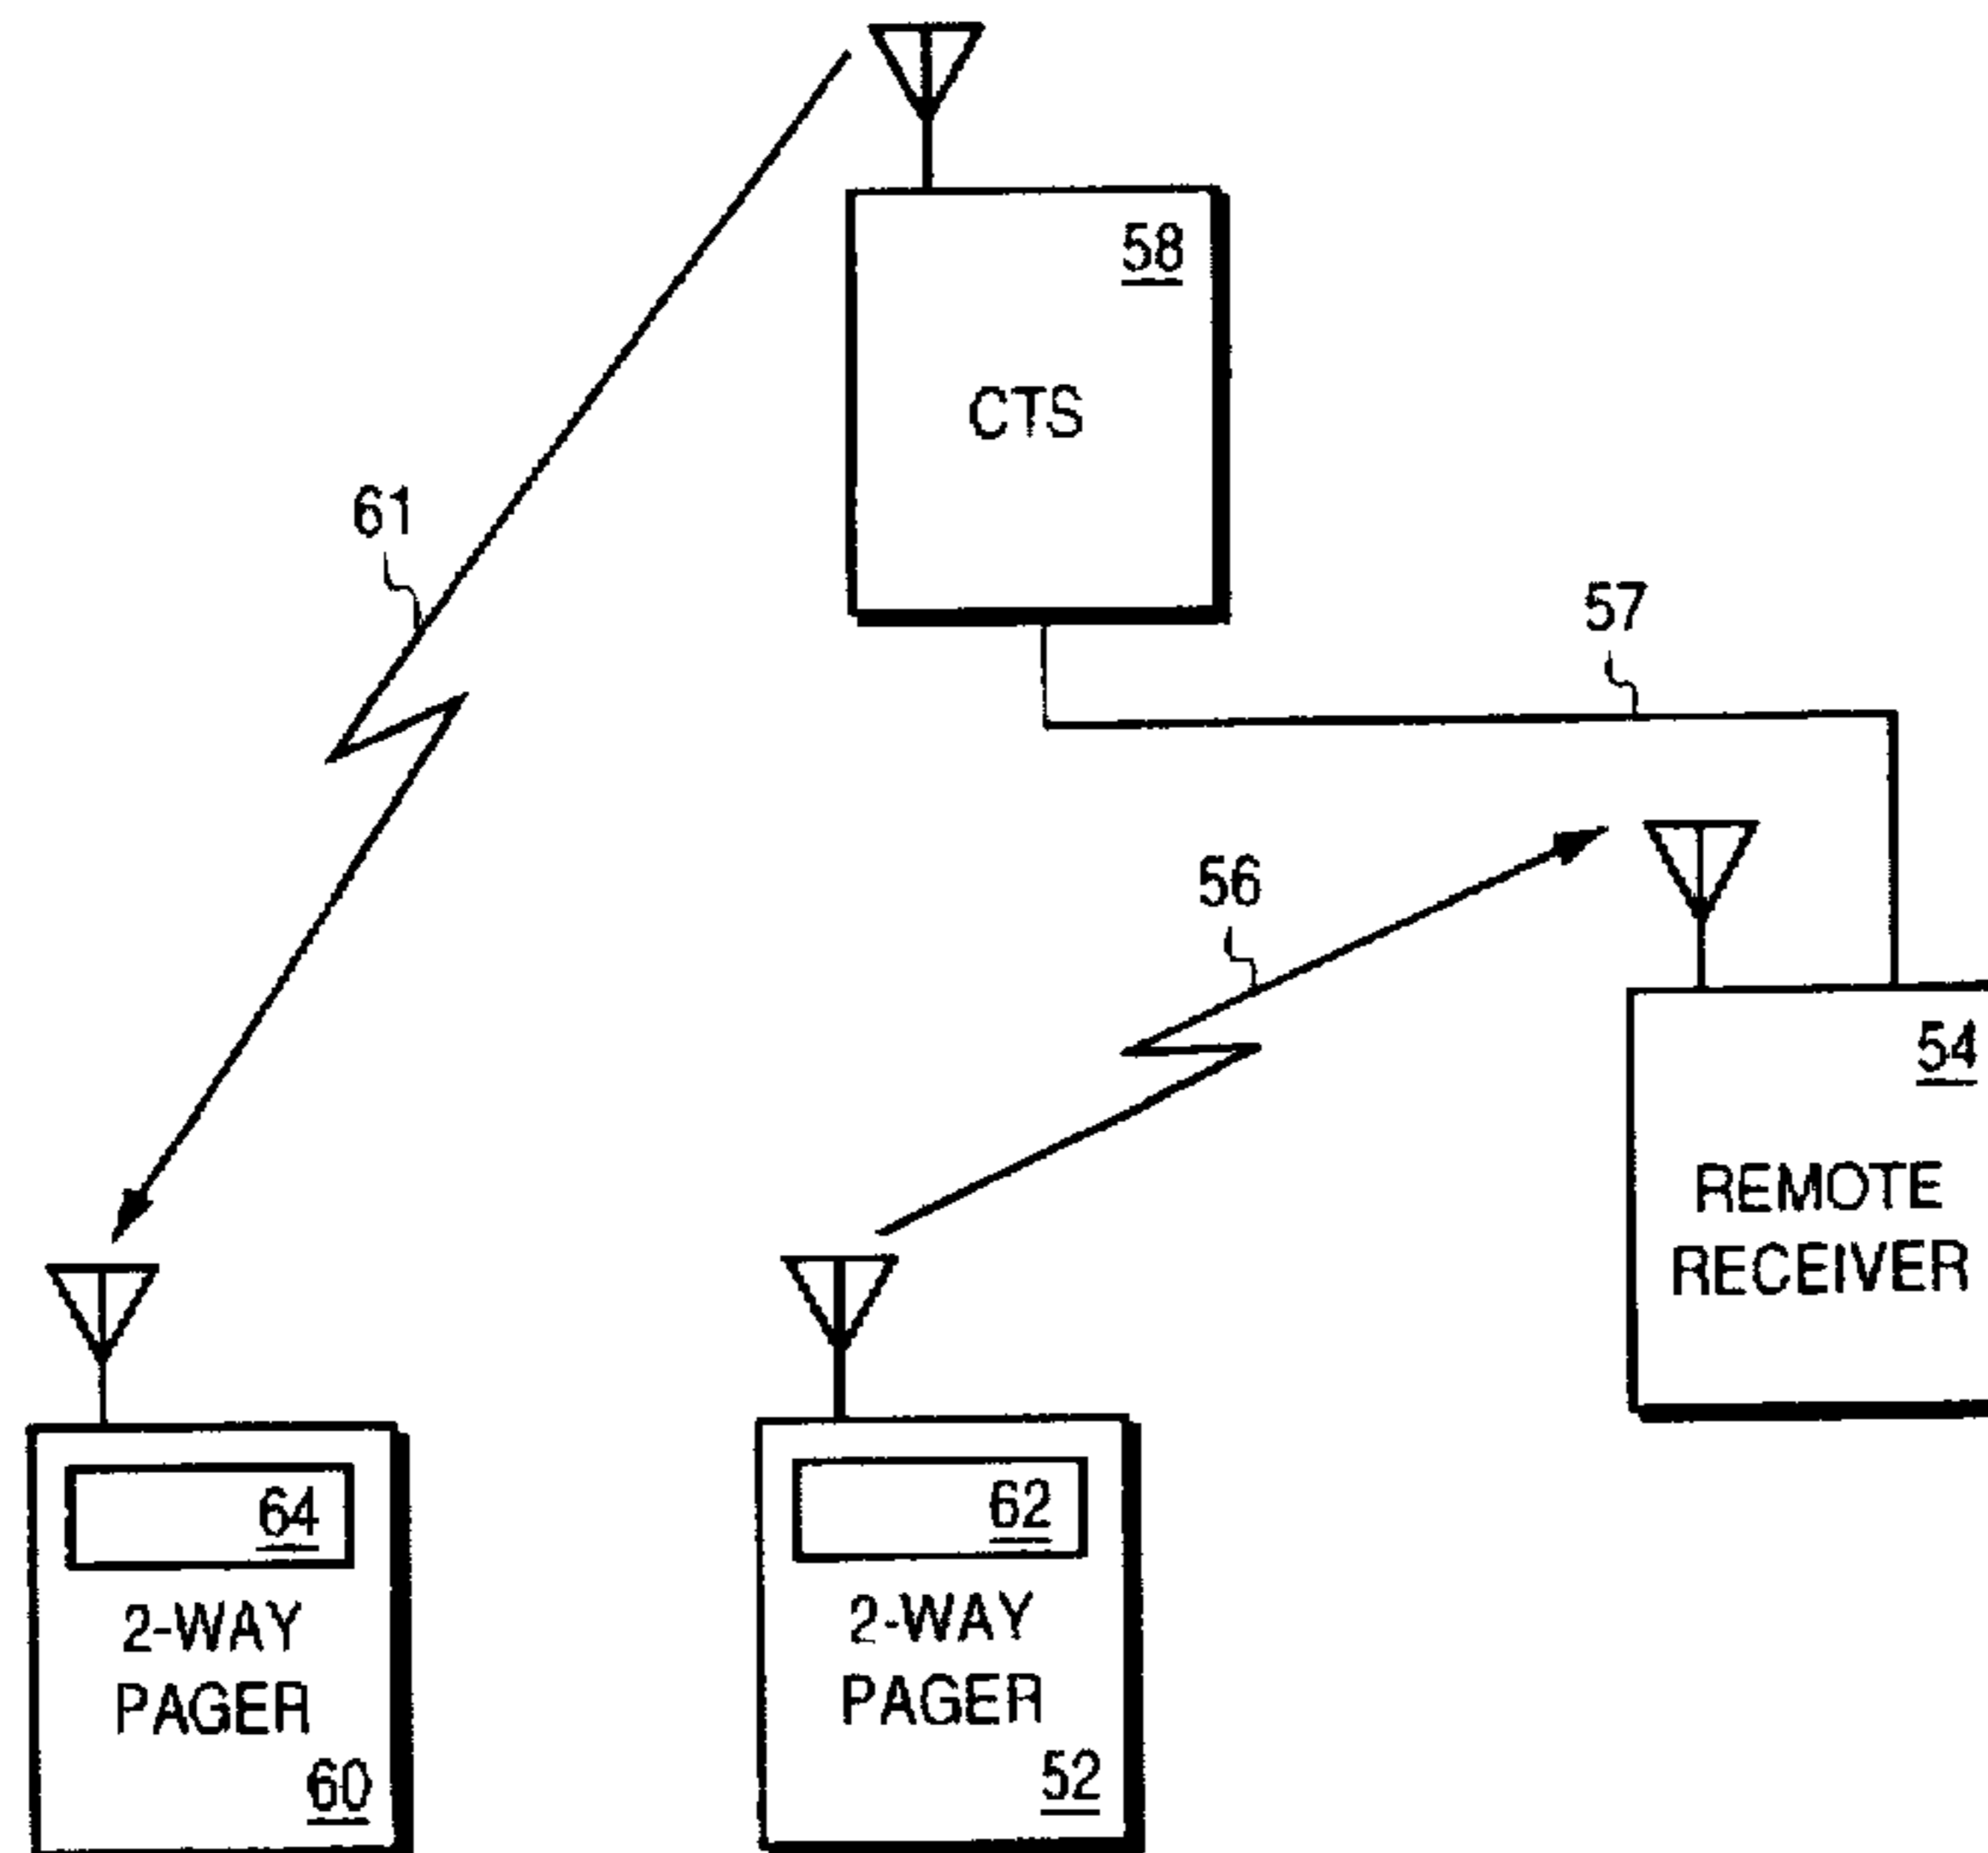 58
CTS
61
57
56
54
REMOTE
RECEIVER
64
2-WAY
PAGER
60
62
2-WAY
PAGER
52